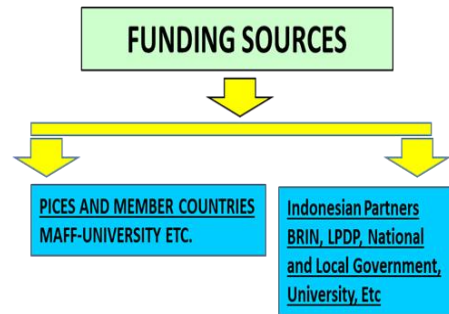 FUNDING SOURCES
PICES AND MEMBER COUNTRIES
MAFF-UNIVERSITY ETC.
Indonesian Partners
BRIN, LPDP, National
and Local Government,
University, Etc